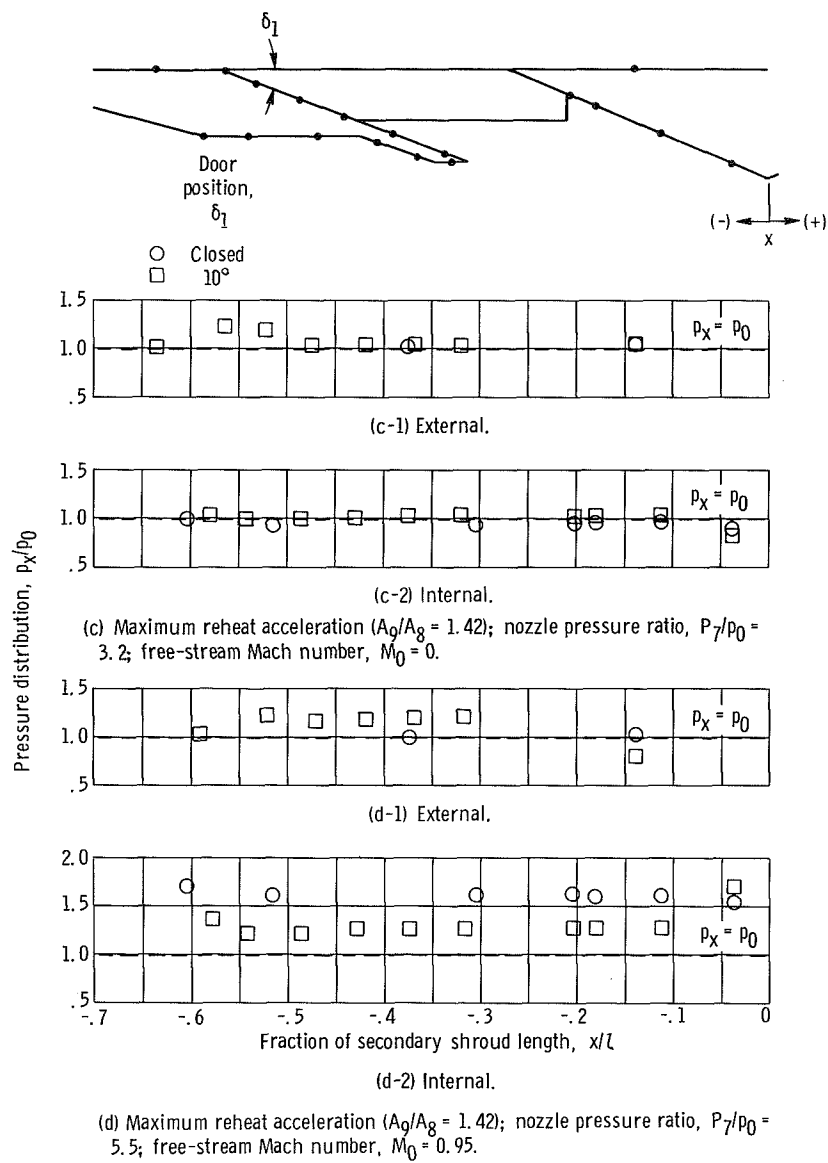 δ1
Door
position,
δ1
Closed
10°
(-) (+)
x
1.5
1.0
.5
px = p0
(c-1) External.
1.5
1.0
.5
px = p0
(c-2) Internal.
(c) Maximum reheat acceleration (A9/A8 = 1.42); nozzle pressure ratio, P7/p0 =
3.2; free-stream Mach number, M0 = 0.
Pressure distribution, px/p0
1.5
1.0
.5
px = p0
(d-1) External.
2.0
1.5
1.0
.5
px = p0
-.7 -.6 -.5 -.4 -.3 -.2 -.1 0
Fraction of secondary shroud length, x/l
(d-2) Internal.
(d) Maximum reheat acceleration (A9/A8 = 1.42); nozzle pressure ratio, P7/p0 =
5.5; free-stream Mach number, M0 = 0.95.